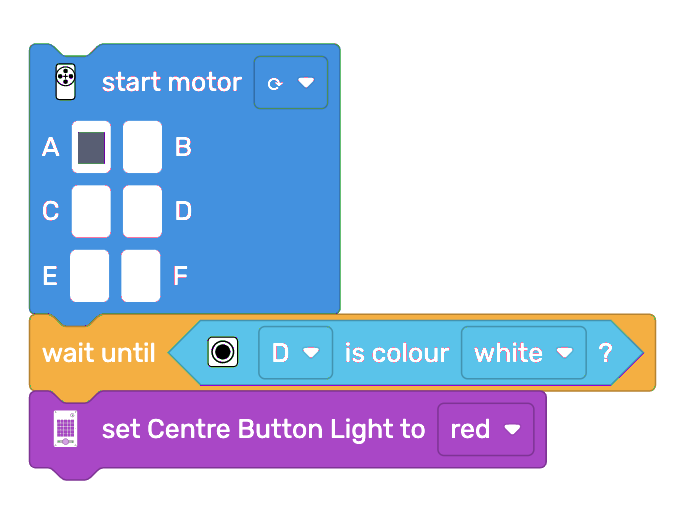 start motor ⟳
A B
C D
E F
wait until D is colour white ?
set Centre Button Light to red